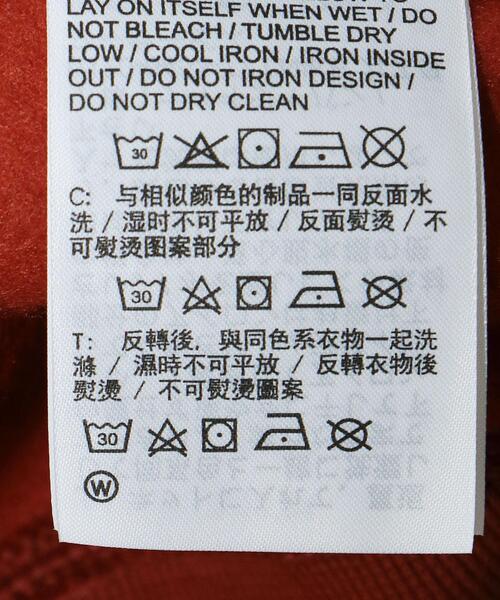 LAY ON ITSELF WHEN WET / DO
NOT BLEACH / TUMBLE DRY
LOW / COOL IRON / IRON INSIDE
OUT / DO NOT IRON DESIGN /
DO NOT DRY CLEAN
30
C: 与相似颜色的制品一同反面水
洗 / 湿时不可平放 / 反面熨烫 / 不
可熨烫图案部分
30
T: 反轉後, 與同色系衣物一起洗
滌 / 濕時不可平放 / 反轉衣物後
熨燙 / 不可熨燙圖案
30
W